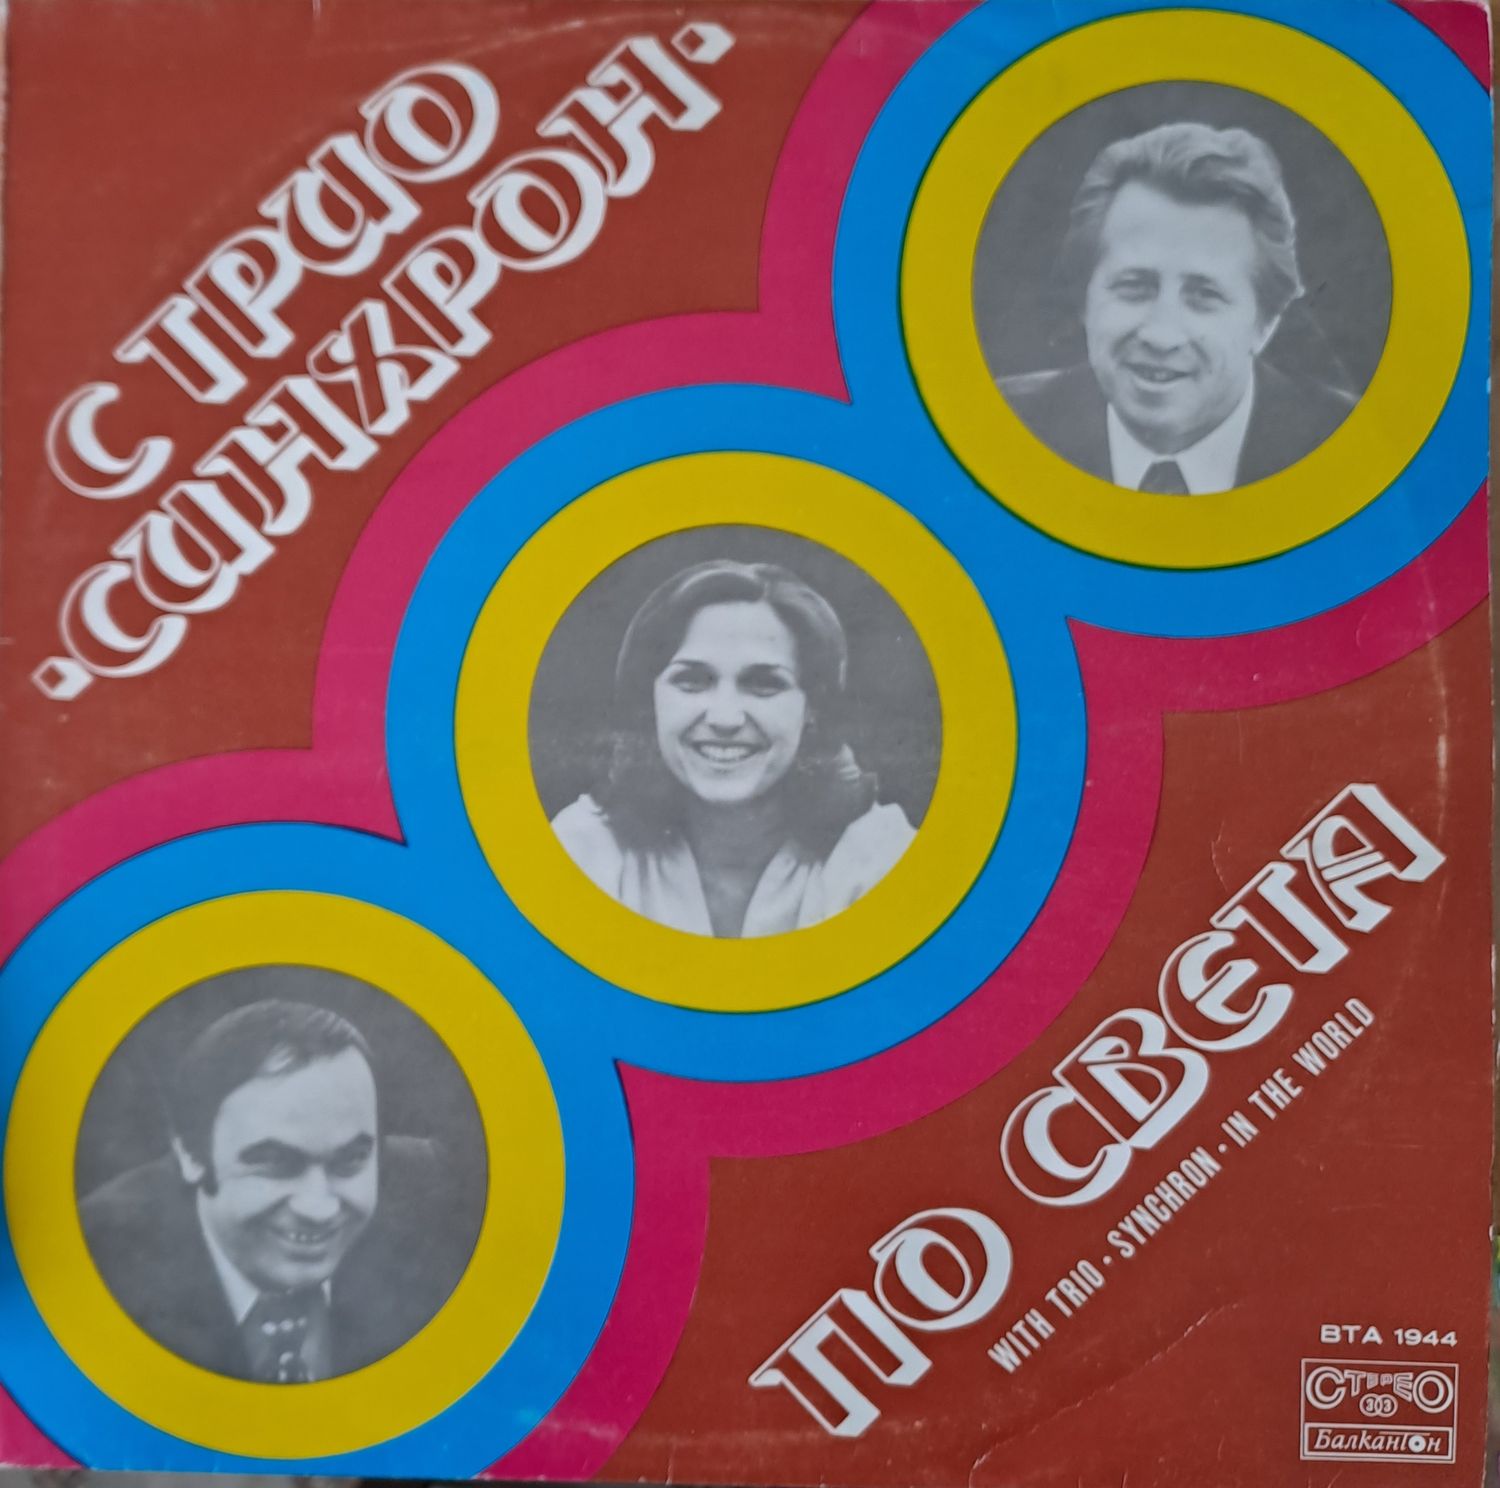 С ТРИО
·СИНХРОН·
ПО СВЕТА
WITH TRIO · SYNCHRON · IN THE WORLD
ВТА 1944
СТЕРЕО
33
Балкантон